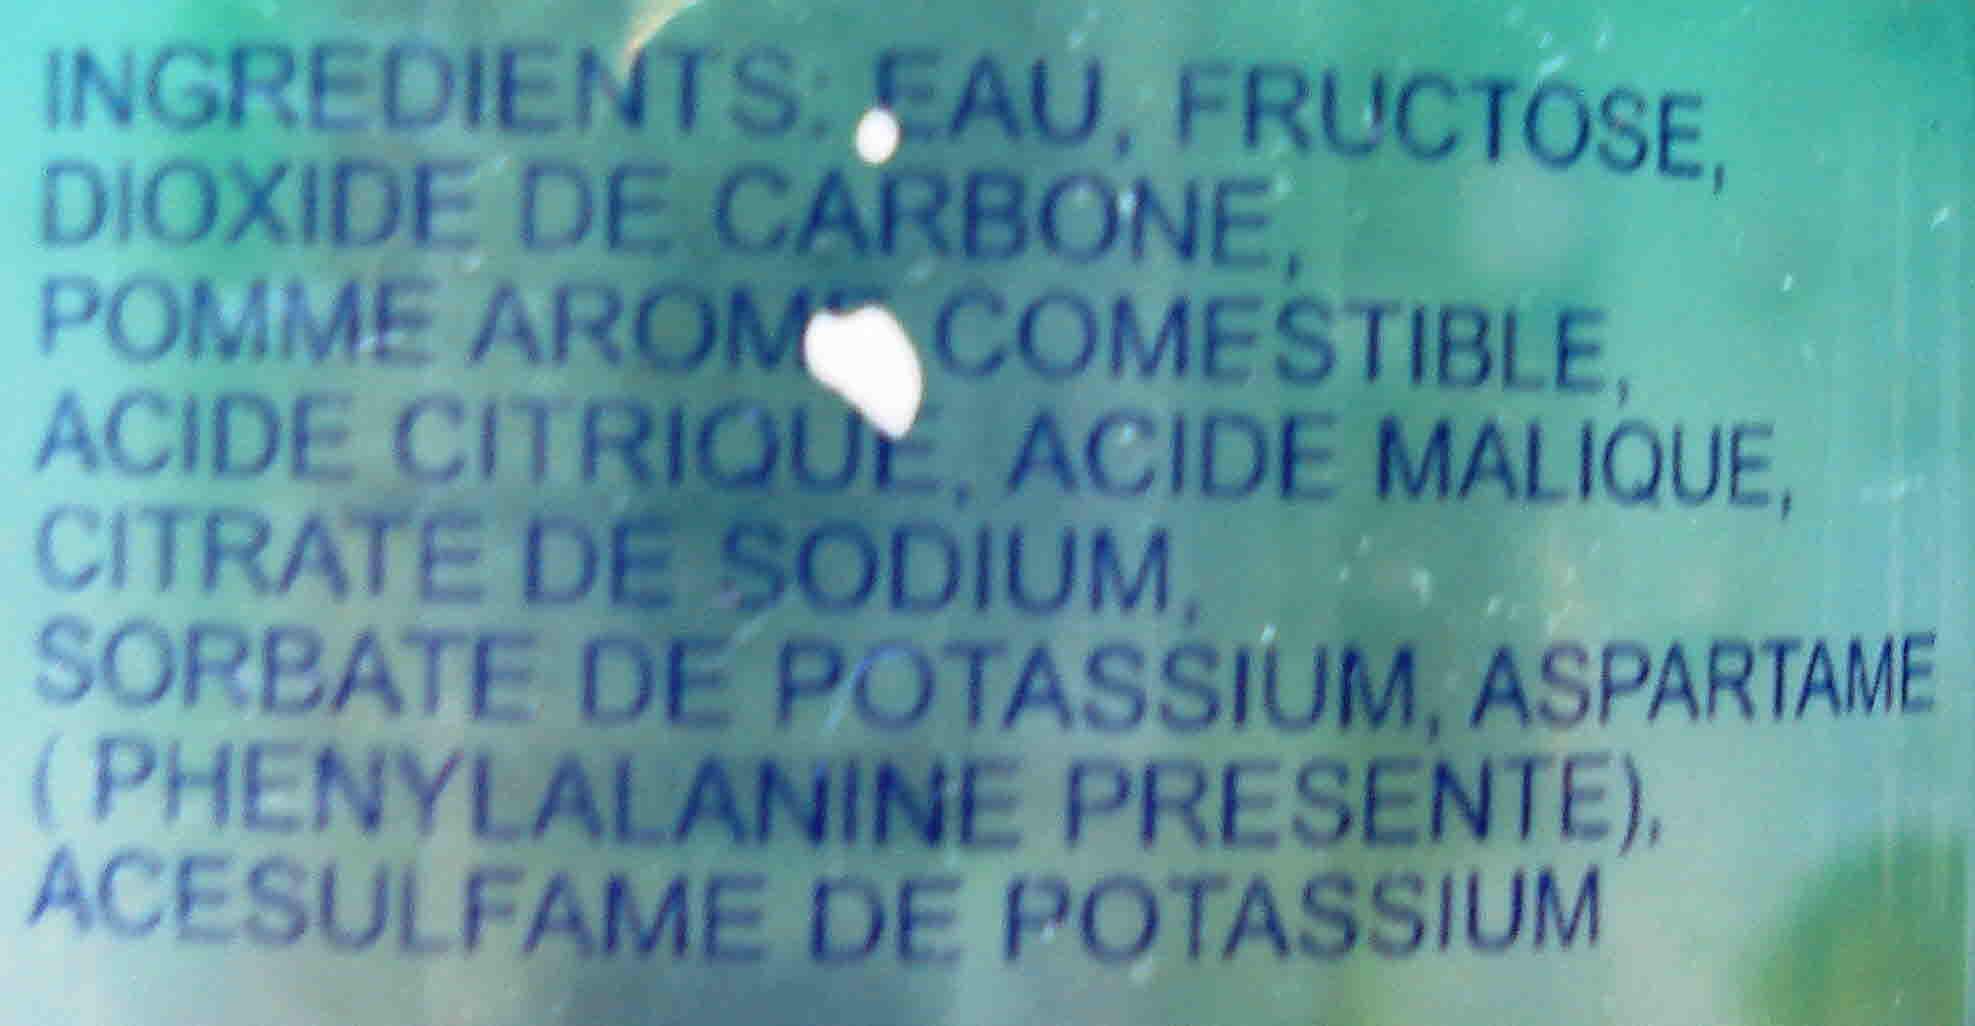 INGREDIENTS: EAU, FRUCTOSE,
DIOXIDE DE CARBONE,
POMME AROME COMESTIBLE,
ACIDE CITRIQUE, ACIDE MALIQUE,
CITRATE DE SODIUM,
SORBATE DE POTASSIUM, ASPARTAME
( PHENYLALANINE PRESENTE),
ACESULFAME DE POTASSIUM